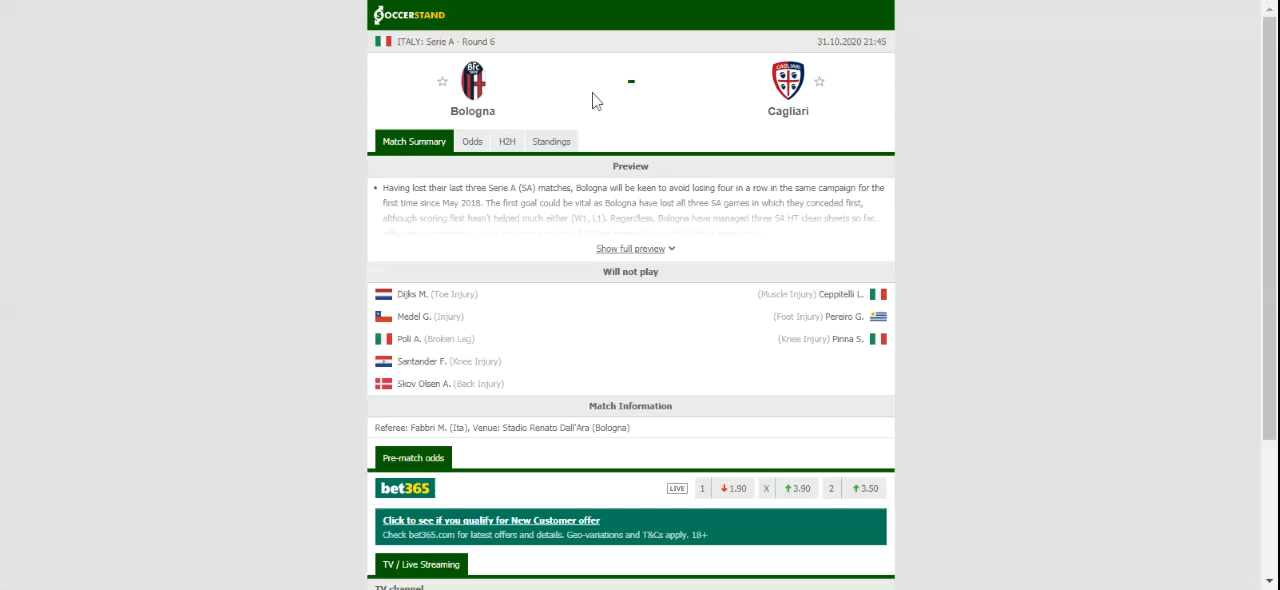 SOCCERSTAND
ITALY: Serie A - Round 6 31.10.2020 21:45
BFC
CAGLIARI
-
Bologna Cagliari
Match Summary Odds H2H Standings
Preview
• Having lost their last three Serie A (SA) matches, Bologna will be keen to avoid losing four in a row in the same campaign for the
first time since May 2018. The first goal could be vital as Bologna have lost all three SA games in which they conceded first,
although scoring first hasn't helped much either (W1, L1). Regardless, Bologna have managed three SA HT clean sheets so far,
Show full preview
Will not play
Dijks M. (Toe Injury) (Muscle Injury) Ceppitelli L.
Medel G. (Injury) (Foot Injury) Pereiro G.
Poli A. (Broken Leg) (Knee Injury) Pinna S.
Santander F. (Knee Injury)
Skov Olsen A. (Back Injury)
Match Information
Referee: Fabbri M. (Ita), Venue: Stadio Renato Dall'Ara (Bologna)
Pre-match odds
bet365 LIVE 1 1.90 X 3.90 2 3.50
Click to see if you qualify for New Customer offer
Check bet365.com for latest offers and details. Geo-variations and T&Cs apply. 18+
TV / Live Streaming
TV channel